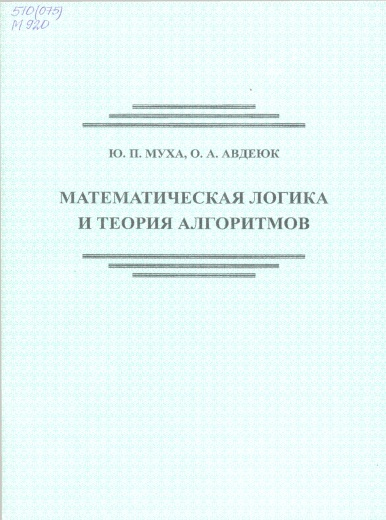 510(075)
М 920
Ю. П. МУХА, О. А. АВДЕЮК
МАТЕМАТИЧЕСКАЯ ЛОГИКА
И ТЕОРИЯ АЛГОРИТМОВ